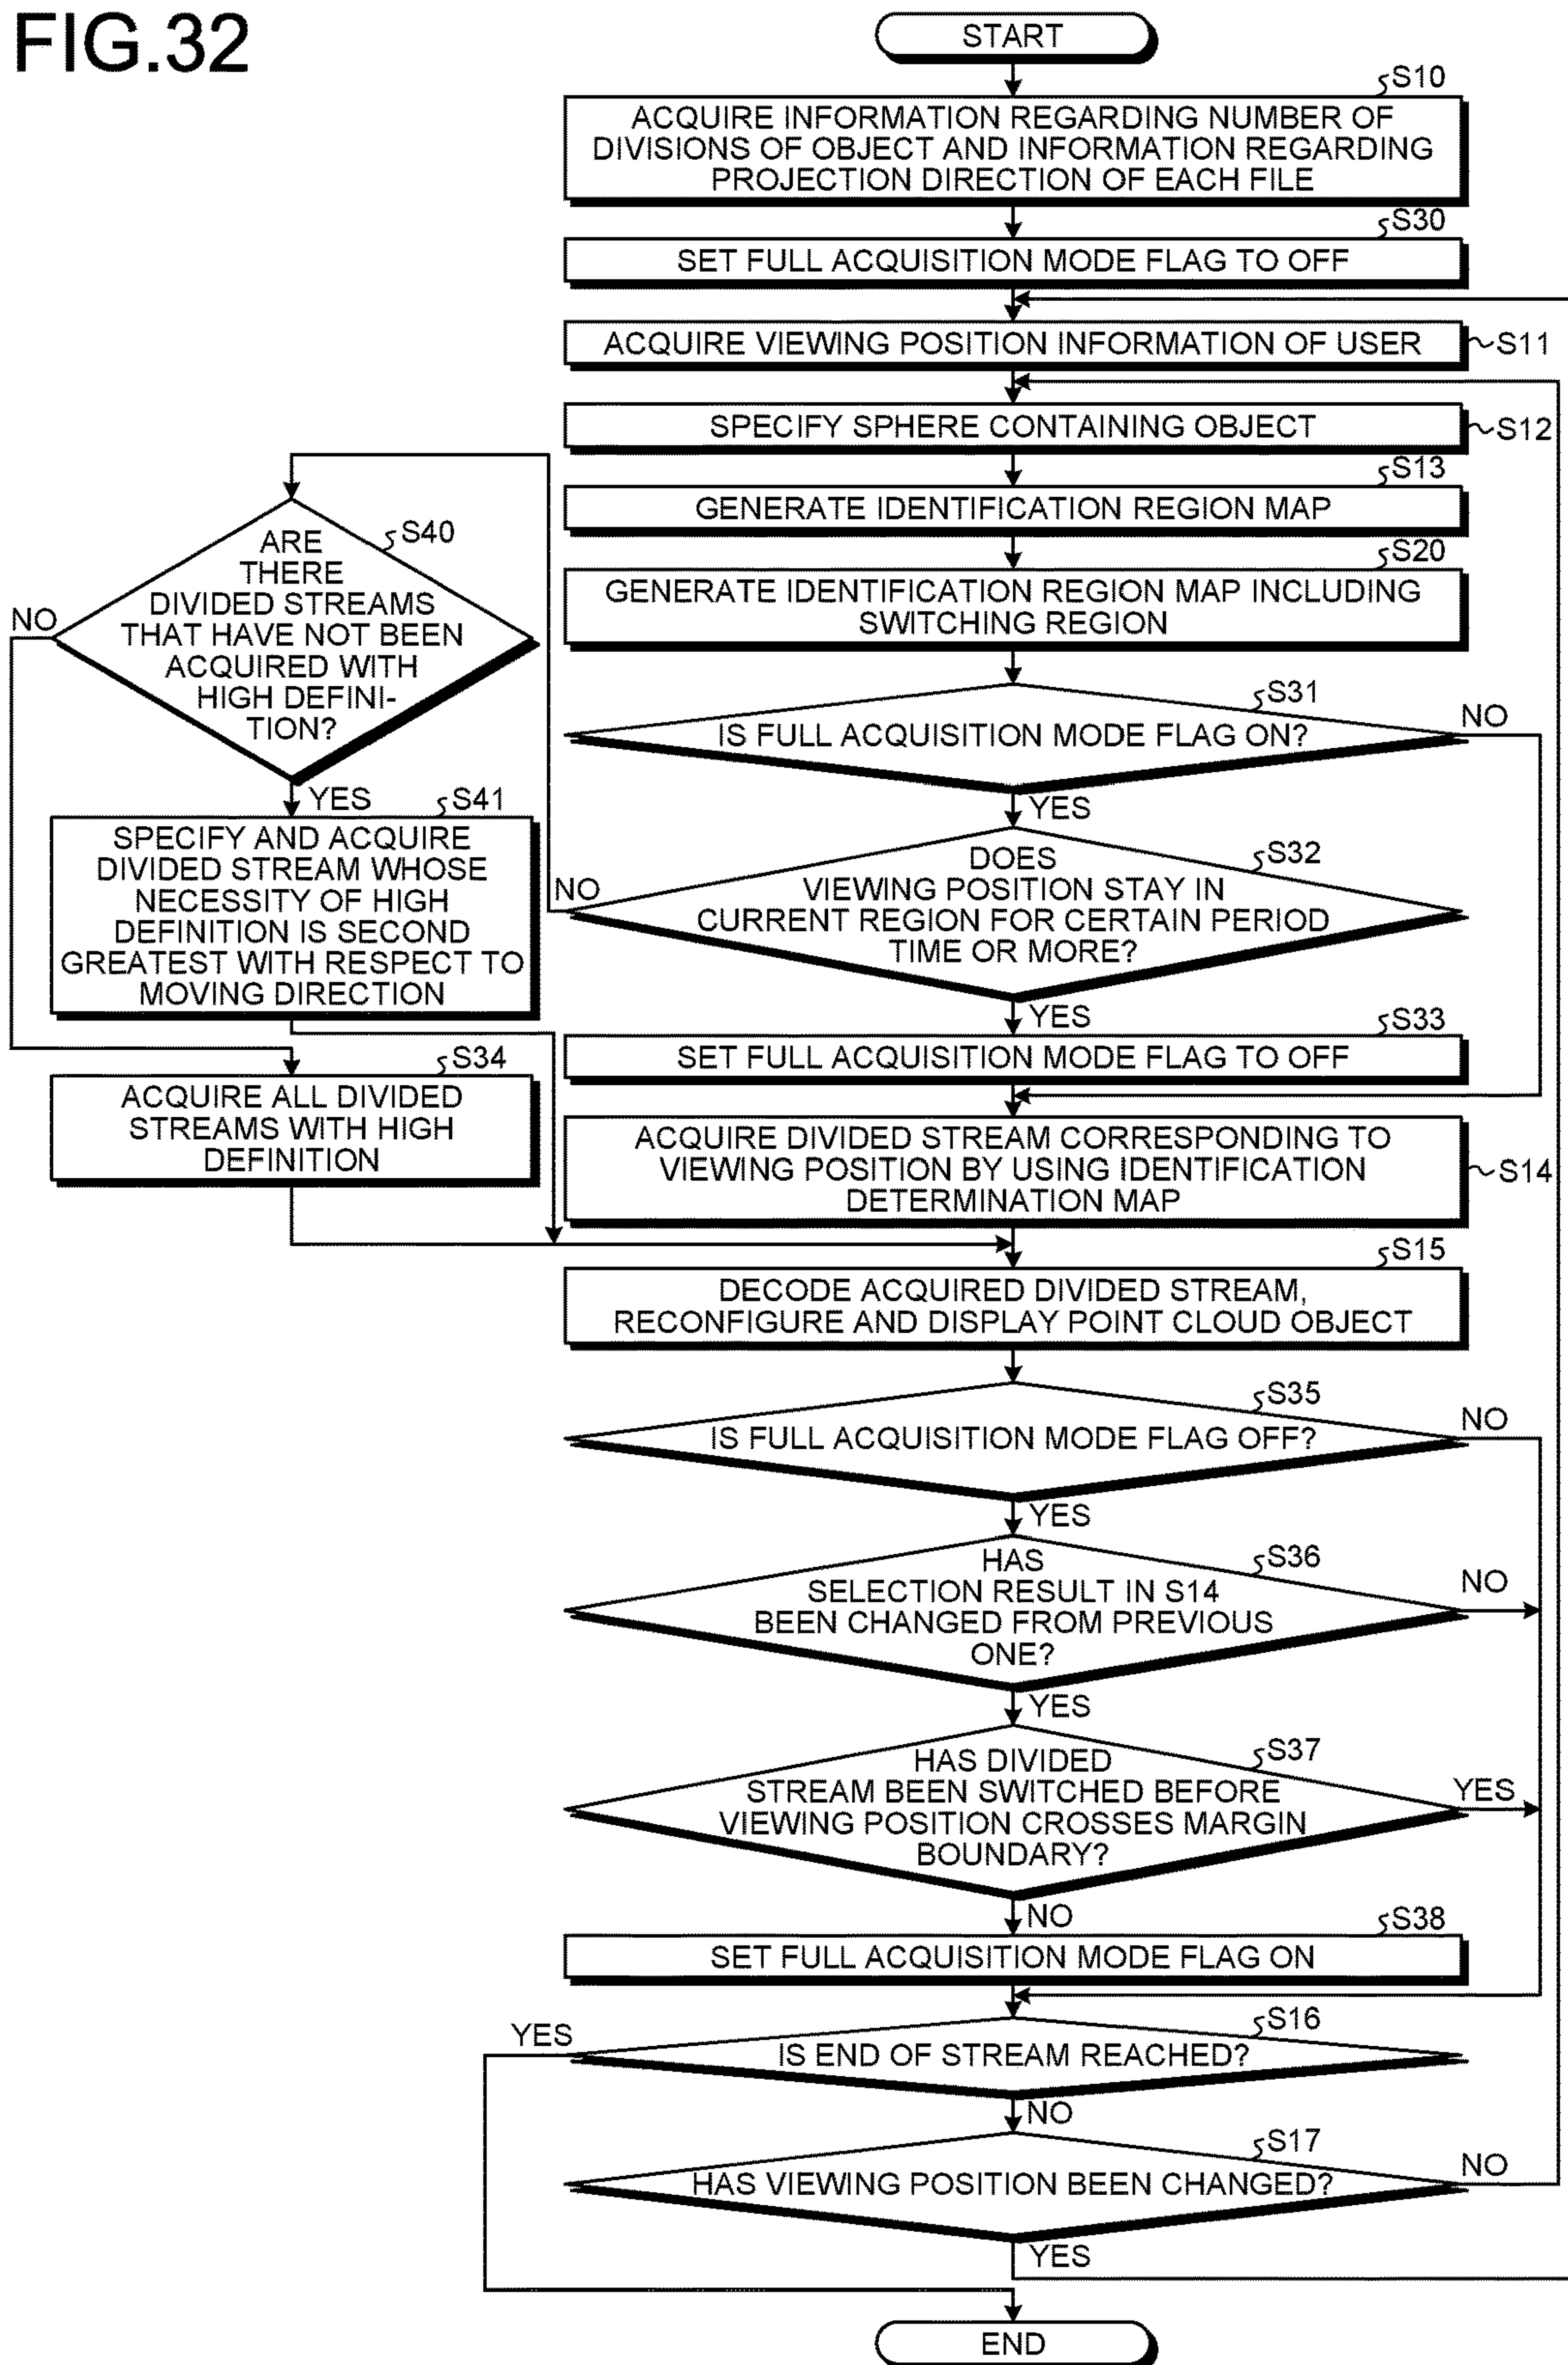 FIG.32
START
S10
ACQUIRE INFORMATION REGARDING NUMBER OF
DIVISIONS OF OBJECT AND INFORMATION REGARDING
PROJECTION DIRECTION OF EACH FILE
S30
SET FULL ACQUISITION MODE FLAG TO OFF
ACQUIRE VIEWING POSITION INFORMATION OF USER
S11
SPECIFY SPHERE CONTAINING OBJECT
S12
S13
GENERATE IDENTIFICATION REGION MAP
S20
GENERATE IDENTIFICATION REGION MAP INCLUDING
SWITCHING REGION
S31
IS FULL ACQUISITION MODE FLAG ON?
NO
YES
S32
DOES
VIEWING POSITION STAY IN
CURRENT REGION FOR CERTAIN PERIOD
TIME OR MORE?
NO
YES
S40
ARE
THERE
DIVIDED STREAMS
THAT HAVE NOT BEEN
ACQUIRED WITH
HIGH DEFINI-
TION?
NO
YES
S41
SPECIFY AND ACQUIRE
DIVIDED STREAM WHOSE
NECESSITY OF HIGH
DEFINITION IS SECOND
GREATEST WITH RESPECT TO
MOVING DIRECTION
S34
ACQUIRE ALL DIVIDED
STREAMS WITH HIGH
DEFINITION
S33
SET FULL ACQUISITION MODE FLAG TO OFF
ACQUIRE DIVIDED STREAM CORRESPONDING TO
VIEWING POSITION BY USING IDENTIFICATION
DETERMINATION MAP
S14
S15
DECODE ACQUIRED DIVIDED STREAM,
RECONFIGURE AND DISPLAY POINT CLOUD OBJECT
S35
IS FULL ACQUISITION MODE FLAG OFF?
NO
YES
S36
HAS
SELECTION RESULT IN S14
BEEN CHANGED FROM PREVIOUS
ONE?
NO
YES
S37
HAS DIVIDED
STREAM BEEN SWITCHED BEFORE
VIEWING POSITION CROSSES MARGIN
BOUNDARY?
YES
NO
S38
SET FULL ACQUISITION MODE FLAG ON
S16
IS END OF STREAM REACHED?
YES
NO
S17
HAS VIEWING POSITION BEEN CHANGED?
NO
YES
END